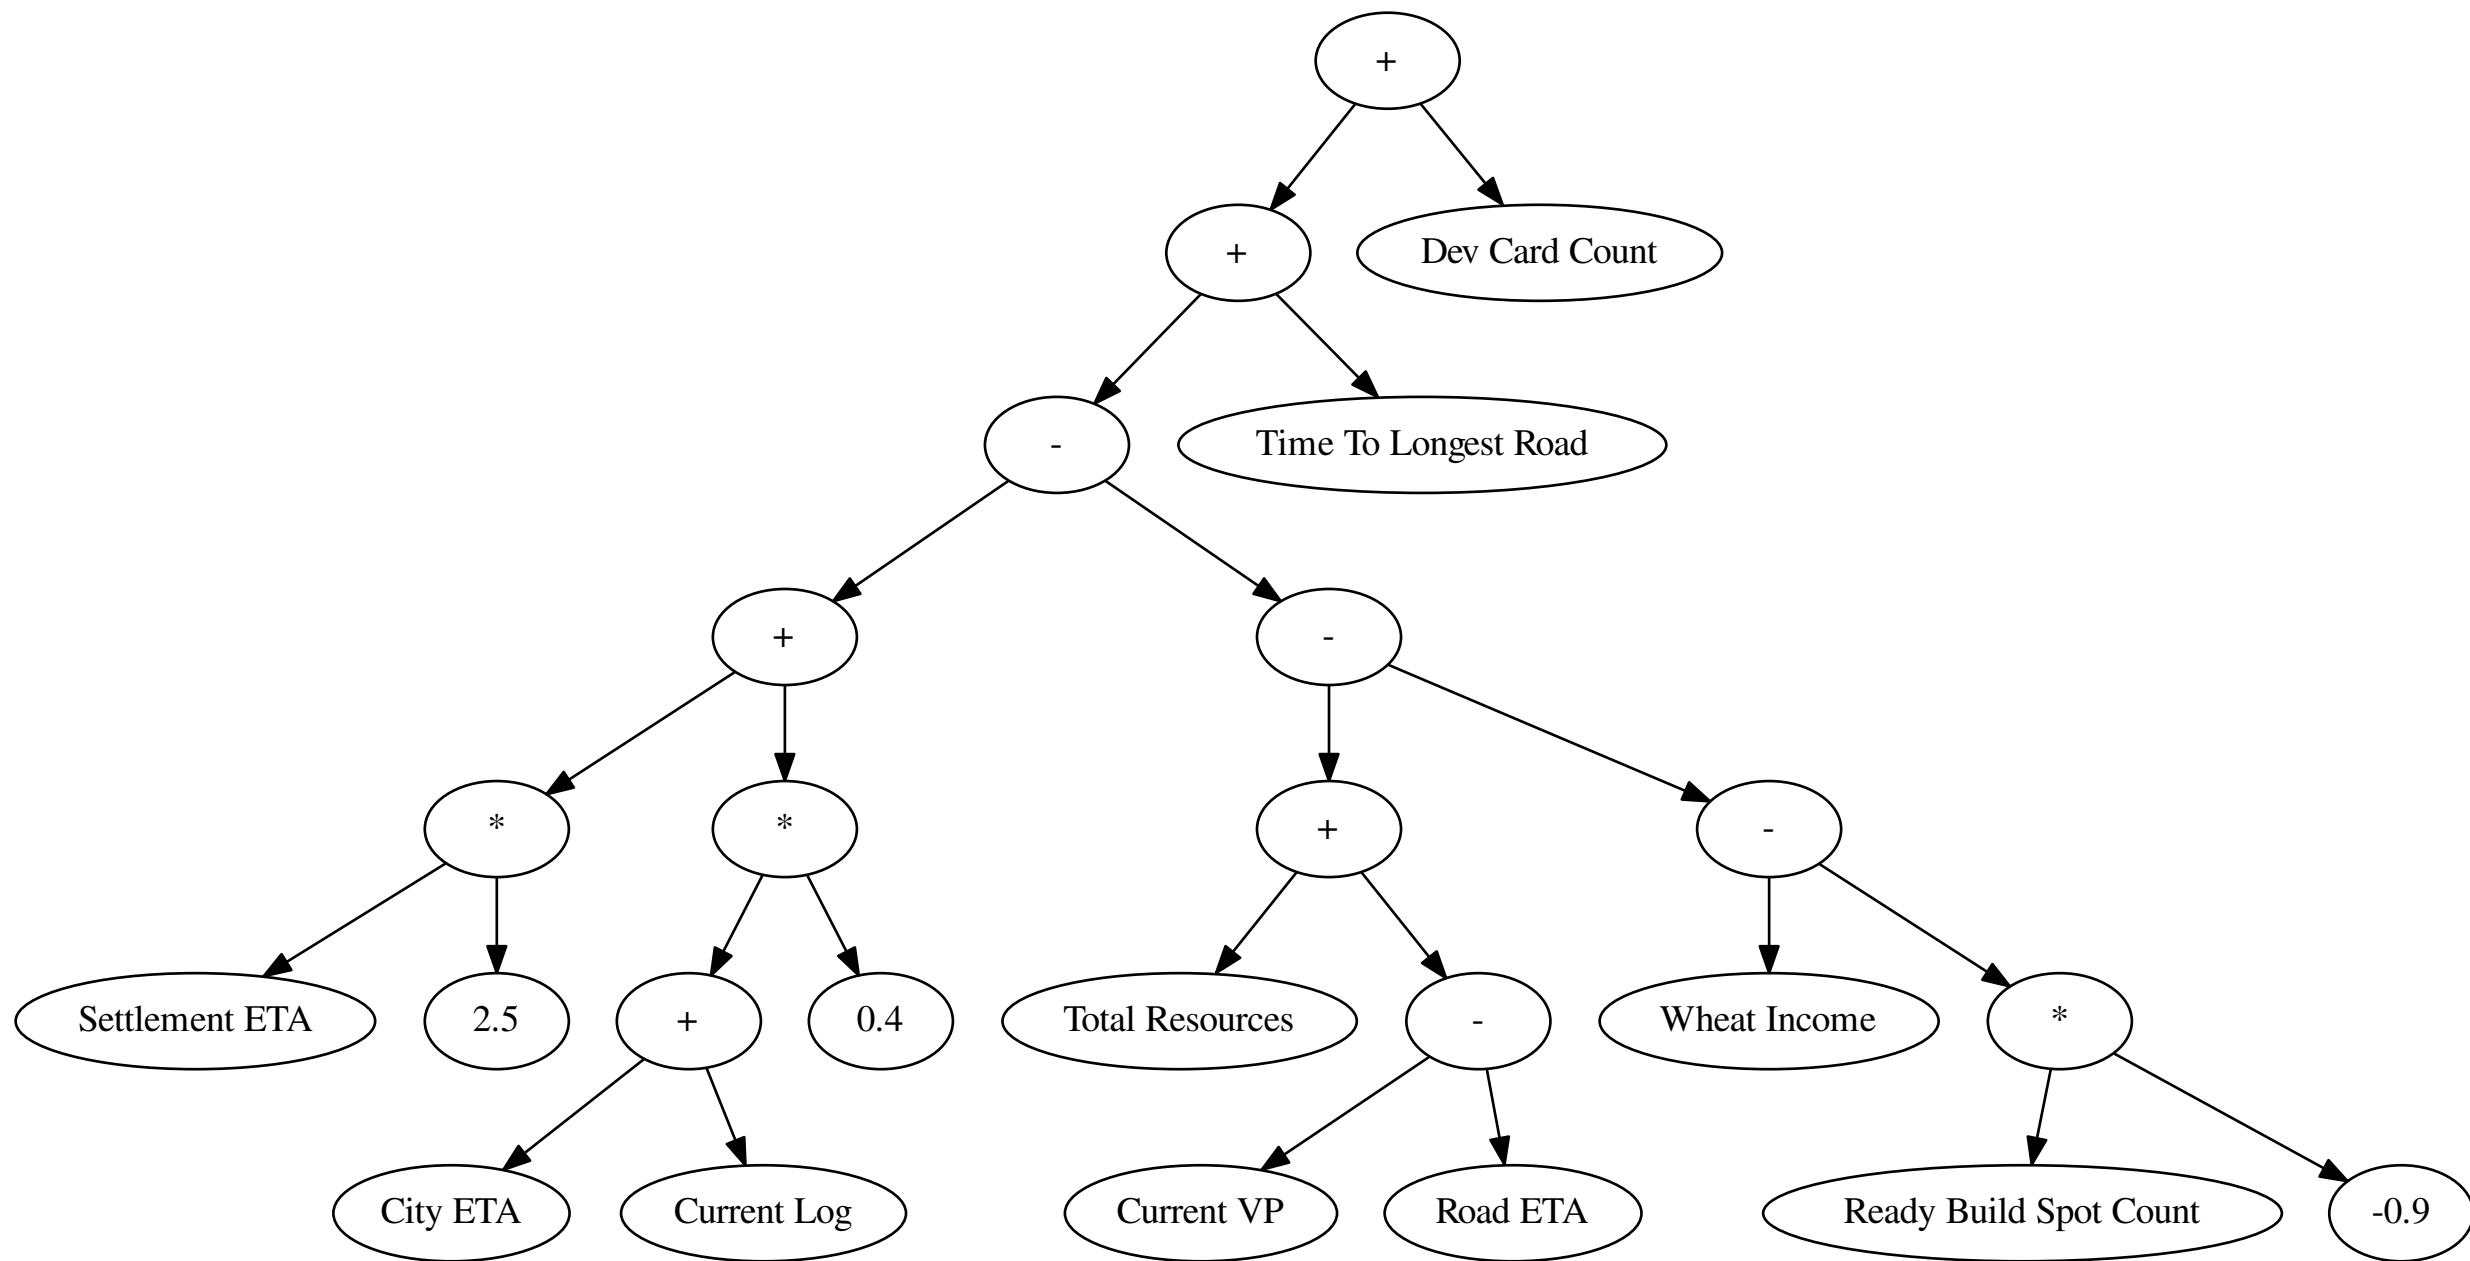 +
+
Dev Card Count
-
Time To Longest Road
+
-
*
*
+
-
Settlement ETA
2.5
+
0.4
Total Resources
-
Wheat Income
*
City ETA
Current Log
Current VP
Road ETA
Ready Build Spot Count
-0.9